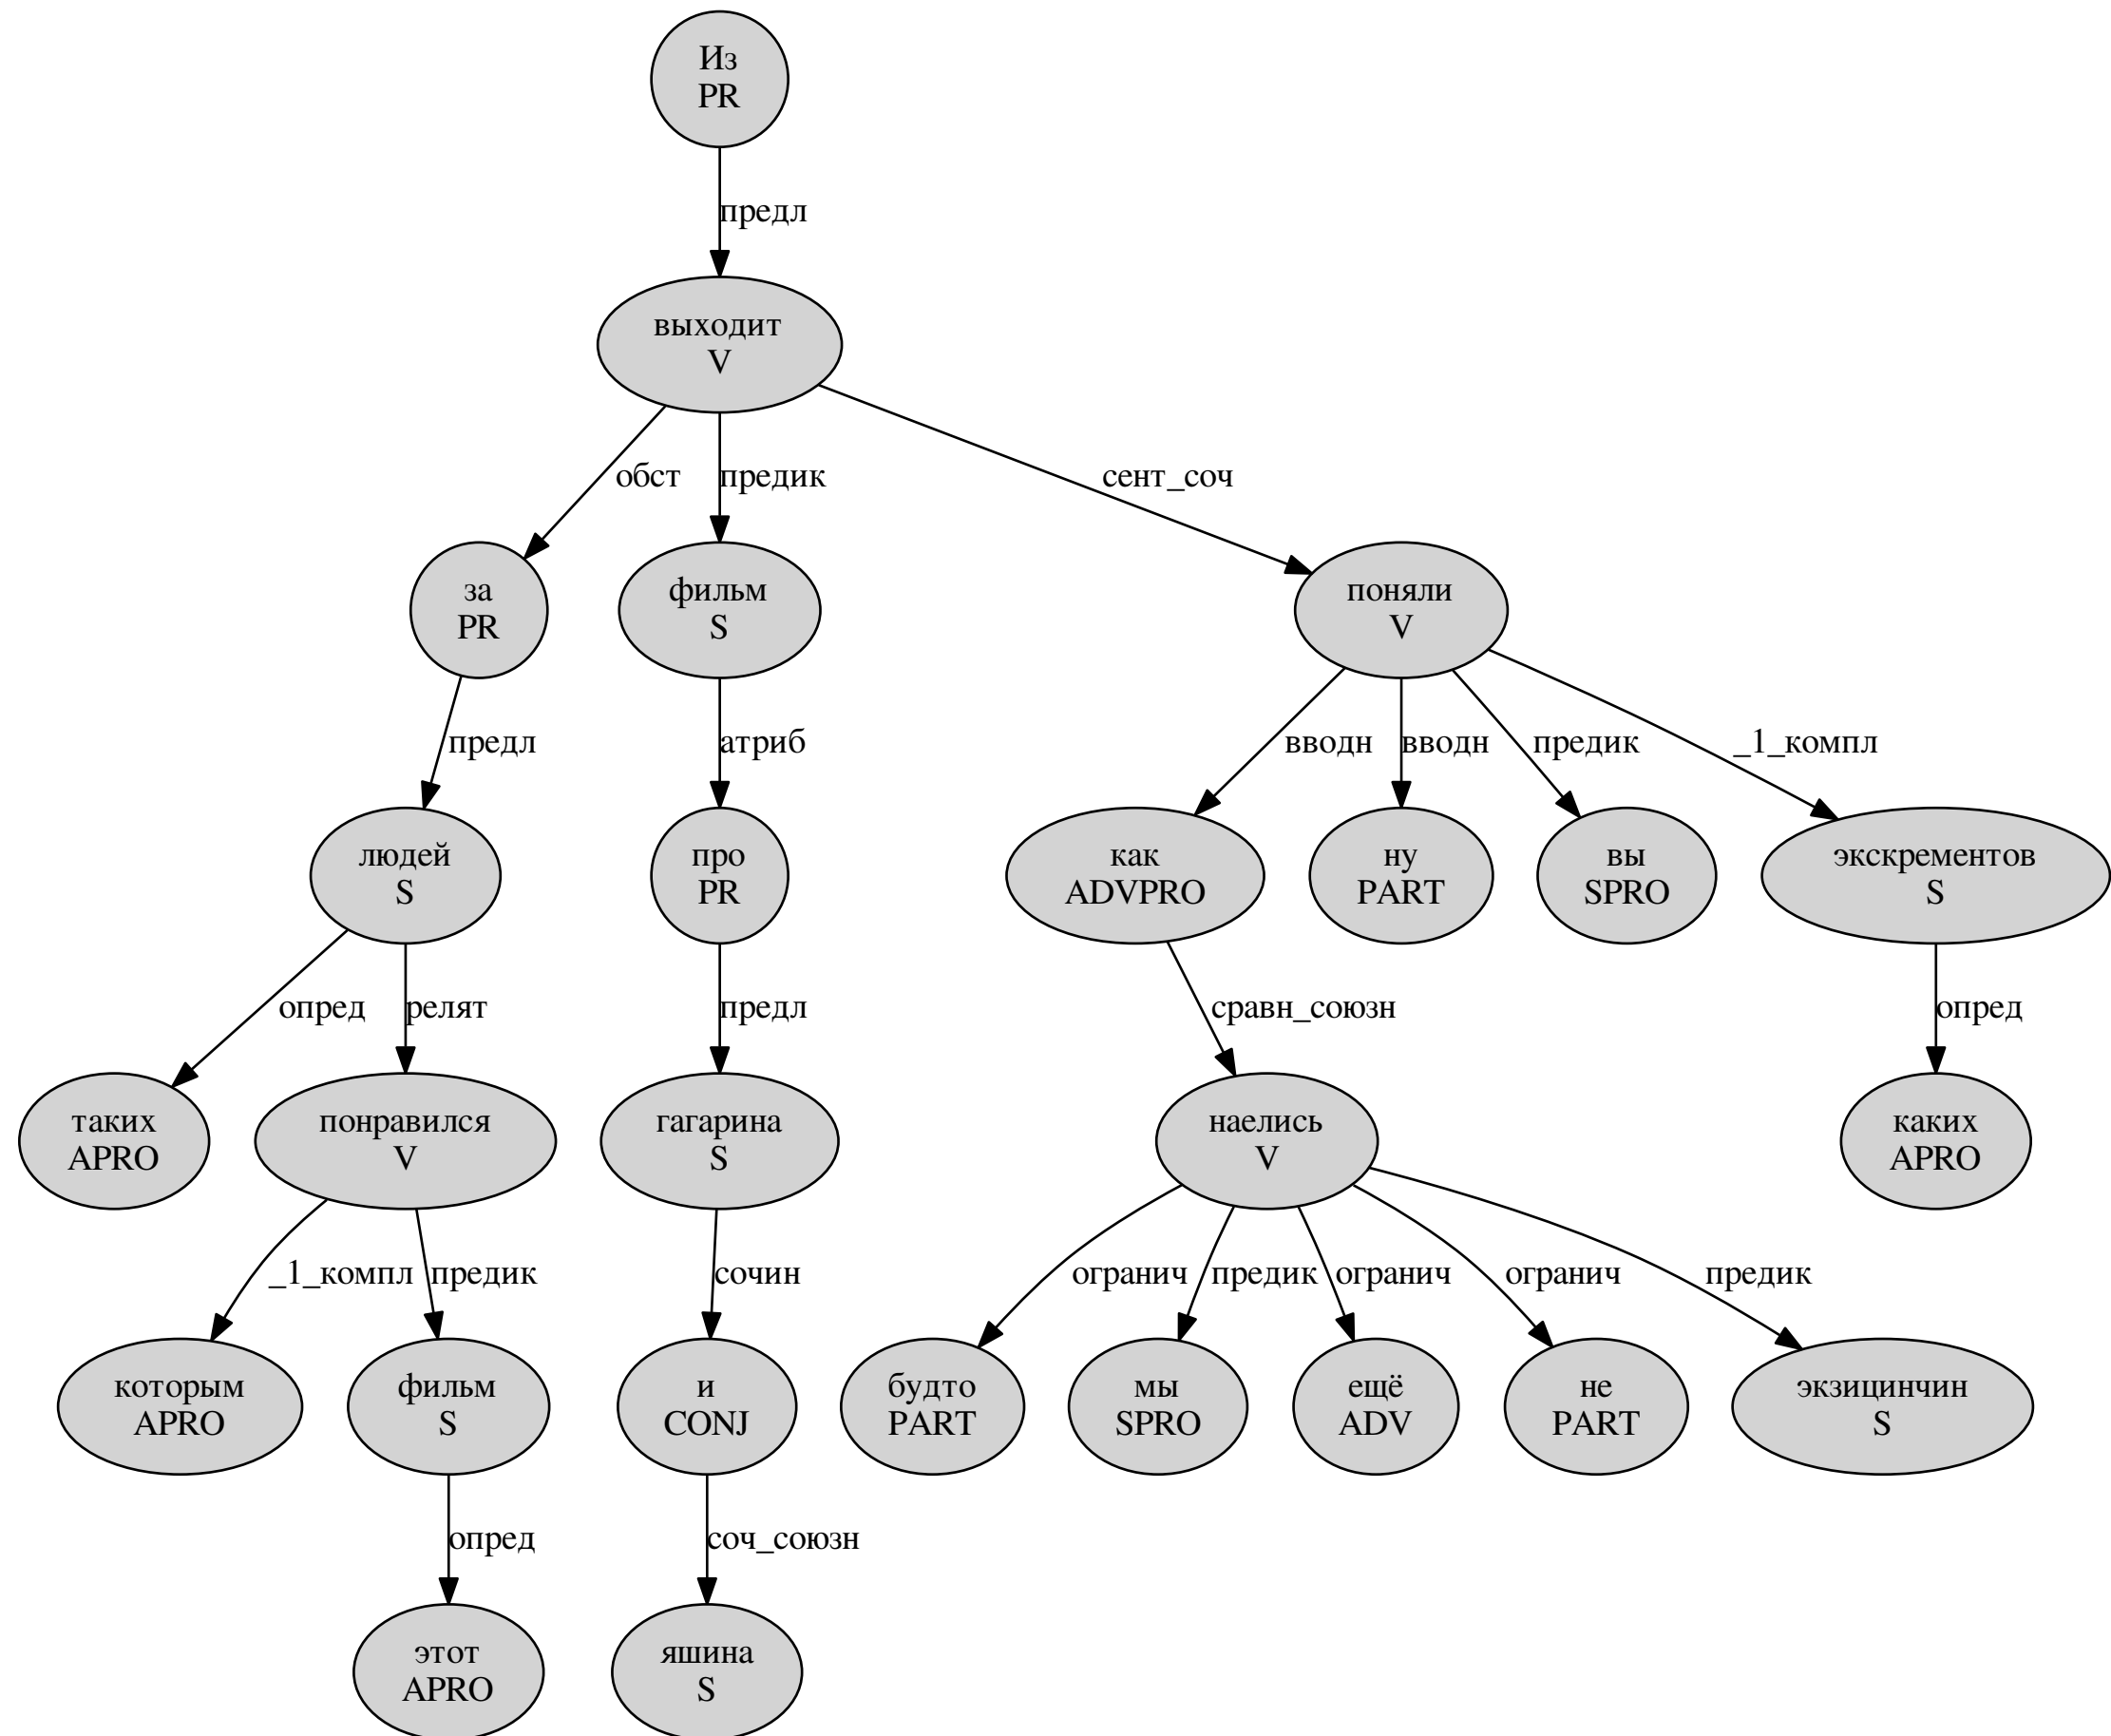 Из
PR
предл
выходит
V
обст
предик
сент_соч
за
PR
фильм
S
поняли
V
предл
атриб
вводн
вводн
предик
_1_компл
людей
S
про
PR
как
ADVPRO
ну
PART
вы
SPRO
экскрементов
S
опред
релят
предл
сравн_союзн
опред
таких
APRO
понравился
V
гагарина
S
наелись
V
каких
APRO
_1_компл
предик
сочин
огранич
предик
огранич
огранич
предик
которым
APRO
фильм
S
и
CONJ
будто
PART
мы
SPRO
ещё
ADV
не
PART
экзицинчин
S
опред
соч_союзн
этот
APRO
яшина
S